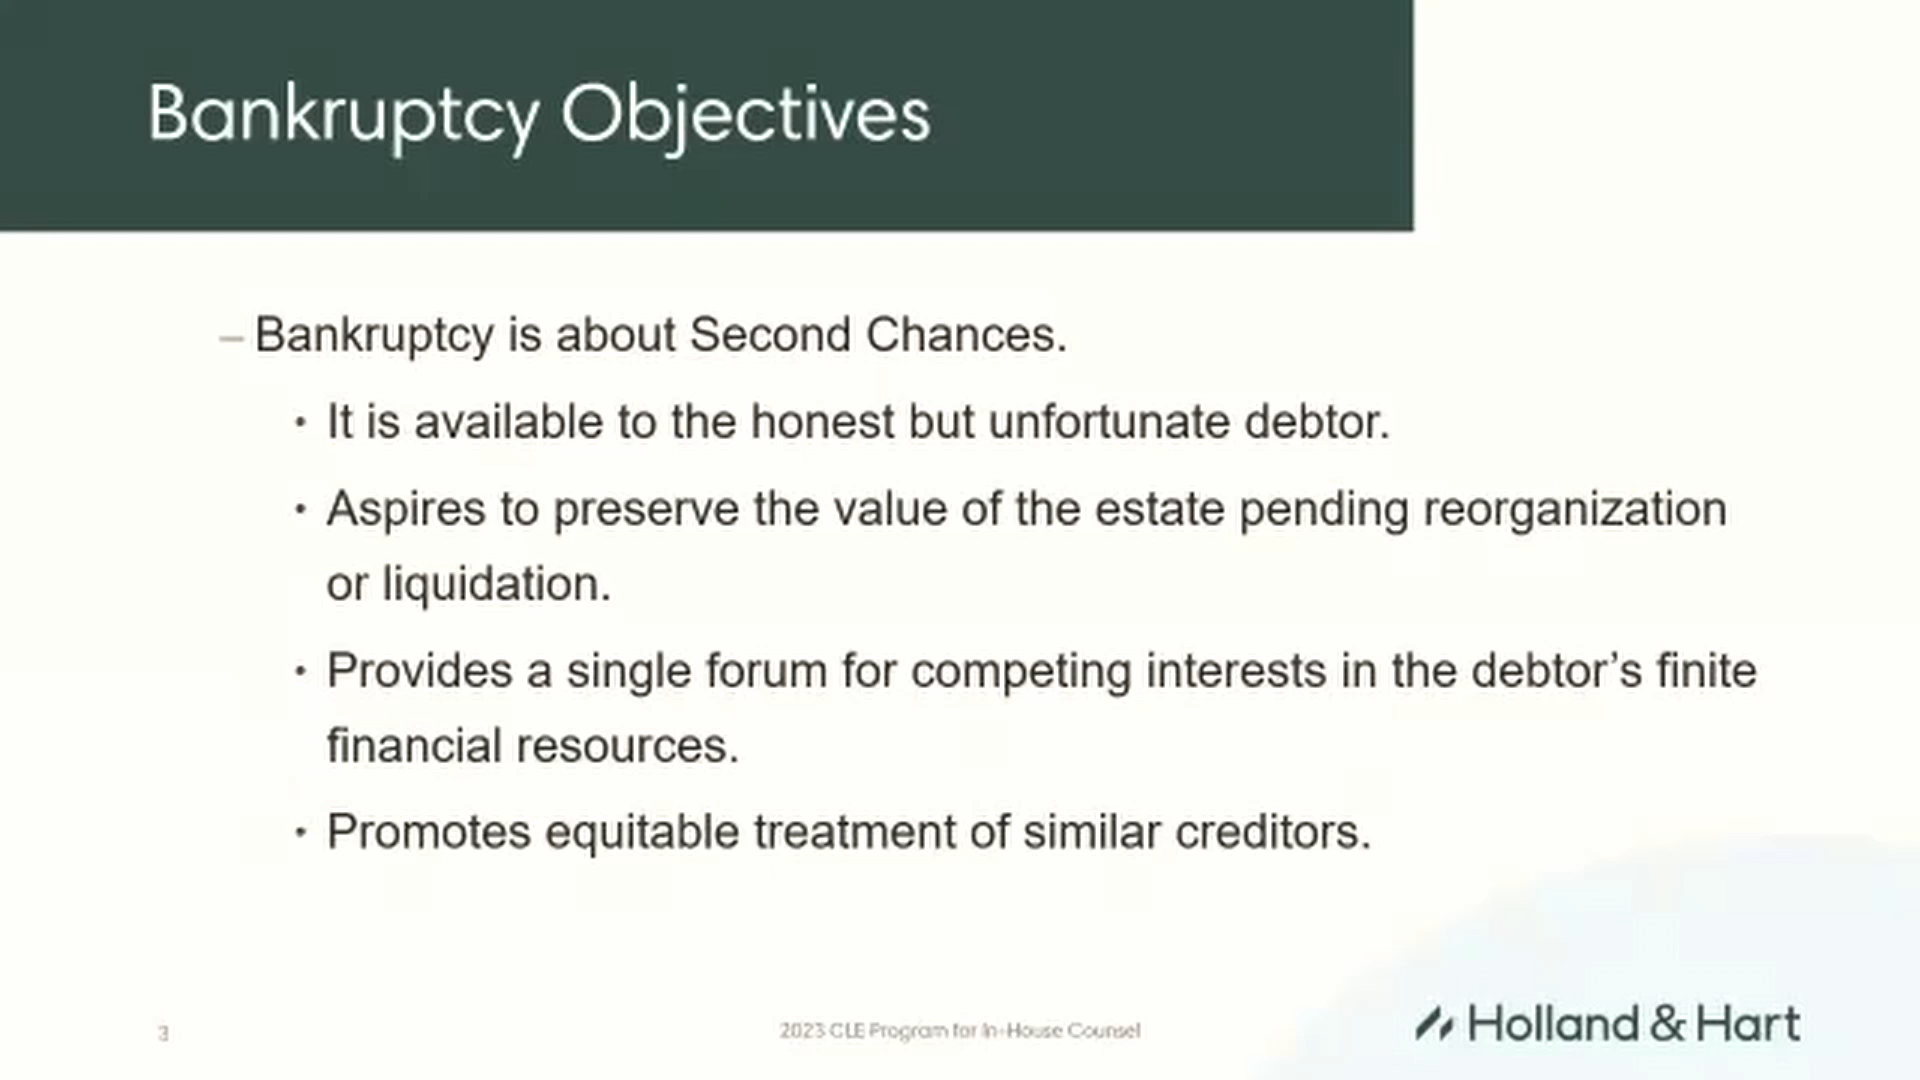 Bankruptcy Objectives
– Bankruptcy is about Second Chances.
• It is available to the honest but unfortunate debtor.
• Aspires to preserve the value of the estate pending reorganization
or liquidation.
• Provides a single forum for competing interests in the debtor’s finite
financial resources.
• Promotes equitable treatment of similar creditors.
3
2023 CLE Program for In-House Counsel
Holland & Hart